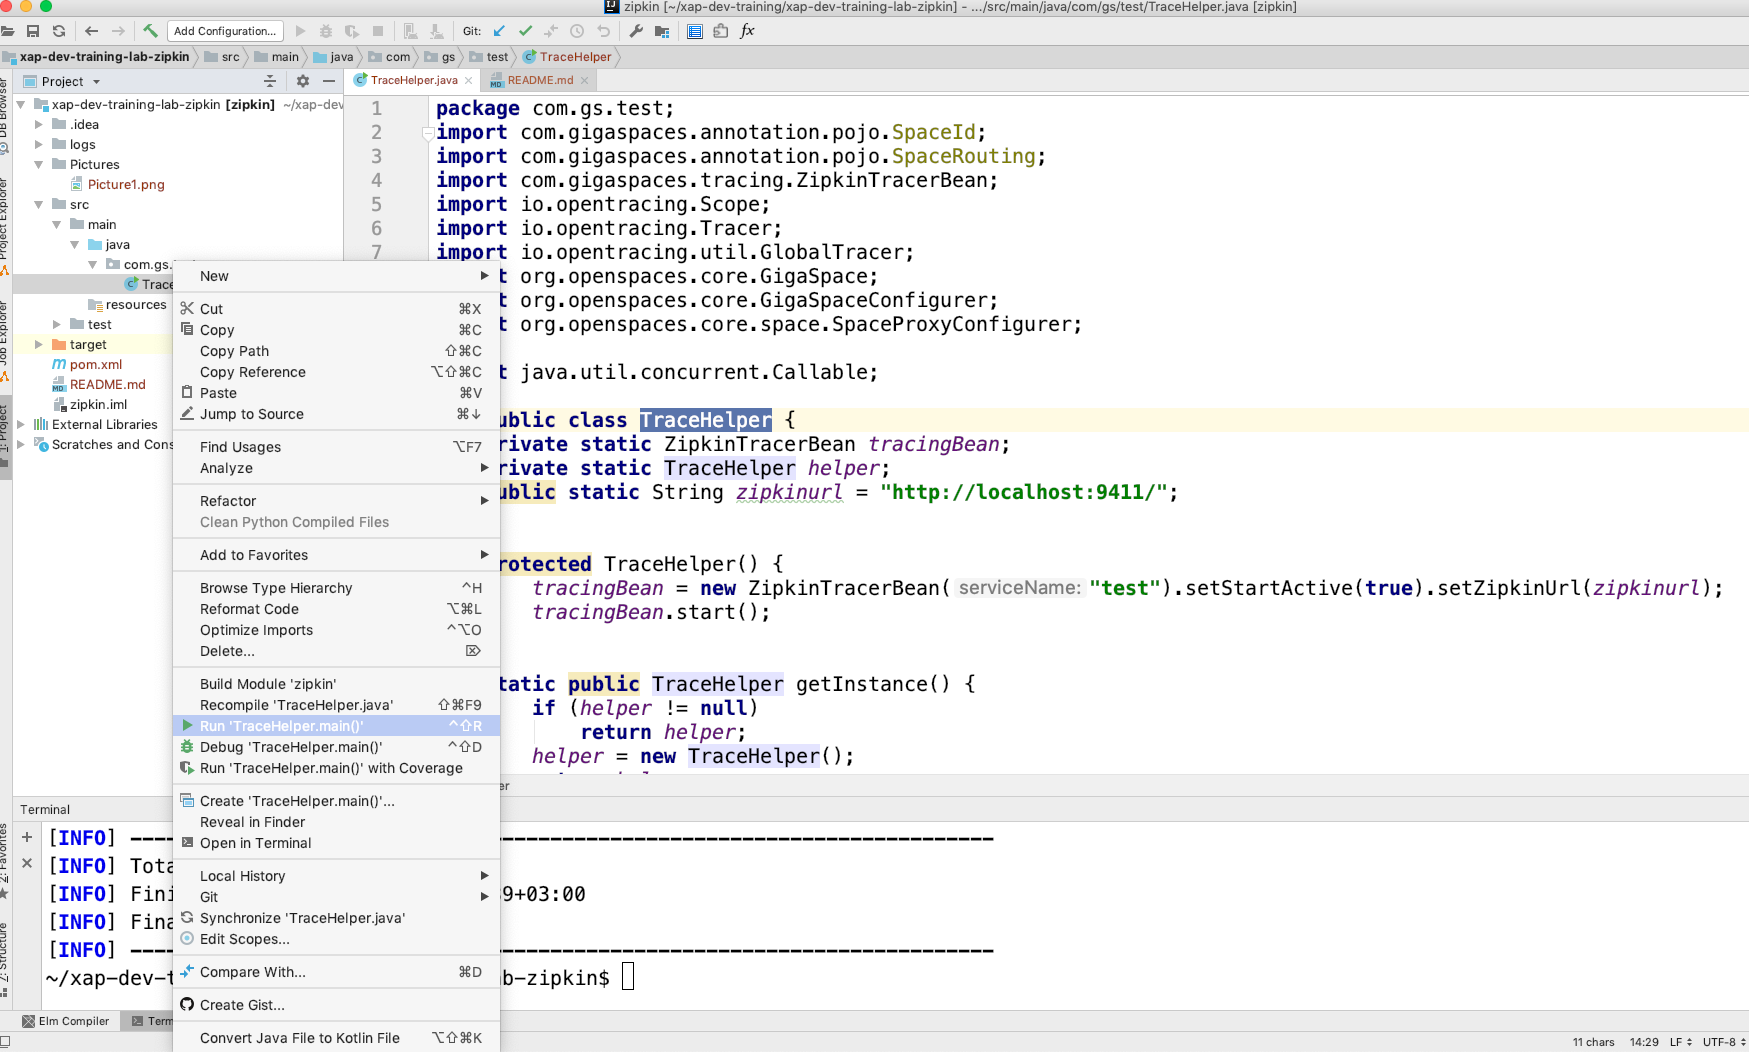 zipkin [~/xap-dev-training/xap-dev-training-lab-zipkin] - .../src/main/java/com/gs/test/TraceHelper.java [zipkin]
Add Configuration...
Git:
xap-dev-training-lab-zipkin
src
main
java
com
gs
test
TraceHelper
Project
TraceHelper.java
README.md
xap-dev-training-lab-zipkin [zipkin] ~/xap-dev
.idea
logs
Pictures
Picture1.png
src
main
java
com.gs.
Trace
resources
test
target
pom.xml
README.md
zipkin.iml
External Libraries
Scratches and Cons
DB Browser
Project Explorer
Job Explorer
1: Project
2: Favorites
7: Structure
1 package com.gs.test;
2 import com.gigaspaces.annotation.pojo.SpaceId;
3 import com.gigaspaces.annotation.pojo.SpaceRouting;
4 import com.gigaspaces.tracing.ZipkinTracerBean;
5 import io.opentracing.Scope;
6 import io.opentracing.Tracer;
7 import io.opentracing.util.GlobalTracer;
t org.openspaces.core.GigaSpace;
t org.openspaces.core.GigaSpaceConfigurer;
t org.openspaces.core.space.SpaceProxyConfigurer;
t java.util.concurrent.Callable;
ublic class TraceHelper {
rivate static ZipkinTracerBean tracingBean;
rivate static TraceHelper helper;
ublic static String zipkinurl = "http://localhost:9411/";
rotected TraceHelper() {
tracingBean = new ZipkinTracerBean( serviceName: "test").setStartActive(true).setZipkinUrl(zipkinurl);
tracingBean.start();
tatic public TraceHelper getInstance() {
if (helper != null)
return helper;
helper = new TraceHelper();
er
New
Cut ⌘X
Copy ⌘C
Copy Path ⇧⌘C
Copy Reference ⌥⇧⌘C
Paste ⌘V
Jump to Source ⌘↓
Find Usages ⌥F7
Analyze
Refactor
Clean Python Compiled Files
Add to Favorites
Browse Type Hierarchy ^H
Reformat Code ⌥⌘L
Optimize Imports ^⌥O
Delete... ⌦
Build Module 'zipkin'
Recompile 'TraceHelper.java' ⇧⌘F9
Run 'TraceHelper.main()' ^⇧R
Debug 'TraceHelper.main()' ^⇧D
Run 'TraceHelper.main()' with Coverage
Create 'TraceHelper.main()'...
Reveal in Finder
Open in Terminal
Local History
Git
Synchronize 'TraceHelper.java'
Edit Scopes...
Compare With... ⌘D
Create Gist...
Convert Java File to Kotlin File ⌥⇧⌘K
Terminal
[INFO] ------------------------------------------------------------------------
[INFO] Tota
[INFO] Fini 9+03:00
[INFO] Fina
[INFO] ------------------------------------------------------------------------
~/xap-dev-t b-zipkin$
Elm Compiler
Term
11 chars 14:29 LF UTF-8